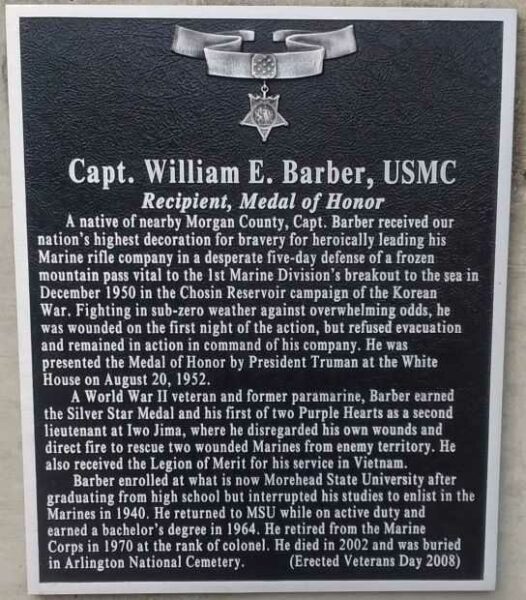 Capt. William E. Barber, USMC
Recipient, Medal of Honor
A native of nearby Morgan County, Capt. Barber received our
nation's highest decoration for bravery for heroically leading his
Marine rifle company in a desperate five-day defense of a frozen
mountain pass vital to the 1st Marine Division's breakout to the sea in
December 1950 in the Chosin Reservoir campaign of the Korean
War. Fighting in sub-zero weather against overwhelming odds, he
was wounded on the first night of the action, but refused evacuation
and remained in action in command of his company. He was
presented the Medal of Honor by President Truman at the White
House on August 20, 1952.
A World War II veteran and former paramarine, Barber earned
the Silver Star Medal and his first of two Purple Hearts as a second
lieutenant at Iwo Jima, where he disregarded his own wounds and
direct fire to rescue two wounded Marines from enemy territory. He
also received the Legion of Merit for his service in Vietnam.
Barber enrolled at what is now Morehead State University after
graduating from high school but interrupted his studies to enlist in the
Marines in 1940. He returned to MSU while on active duty and
earned a bachelor's degree in 1964. He retired from the Marine
Corps in 1970 at the rank of colonel. He died in 2002 and was buried
in Arlington National Cemetery. (Erected Veterans Day 2008)